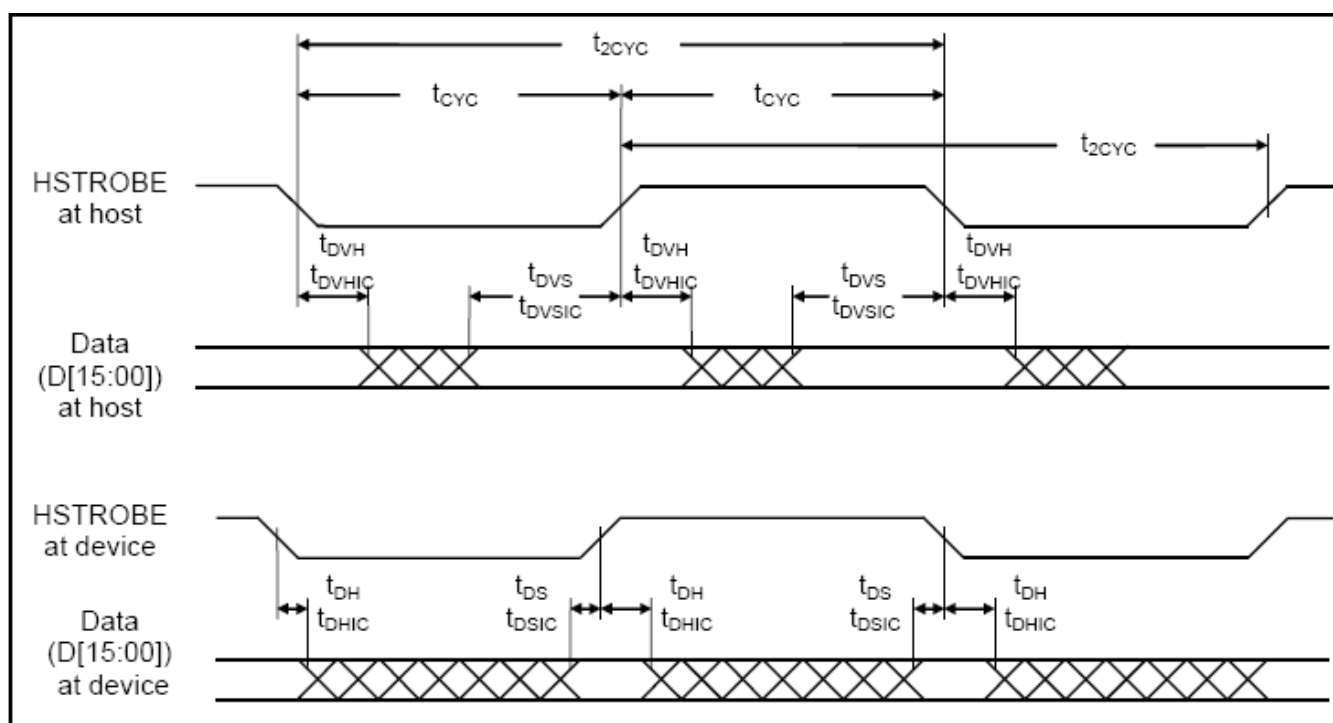 t2CYC
tCYC tCYC
t2CYC
HSTROBE
at host
tDVH tDVH tDVH
tDVHIC tDVS tDVHIC tDVS tDVHIC
tDVSIC tDVSIC
Data
(D[15:00])
at host
HSTROBE
at device
tDH tDS tDH tDS tDH
tDHIC tDSIC tDHIC tDSIC tDHIC
Data
(D[15:00])
at device